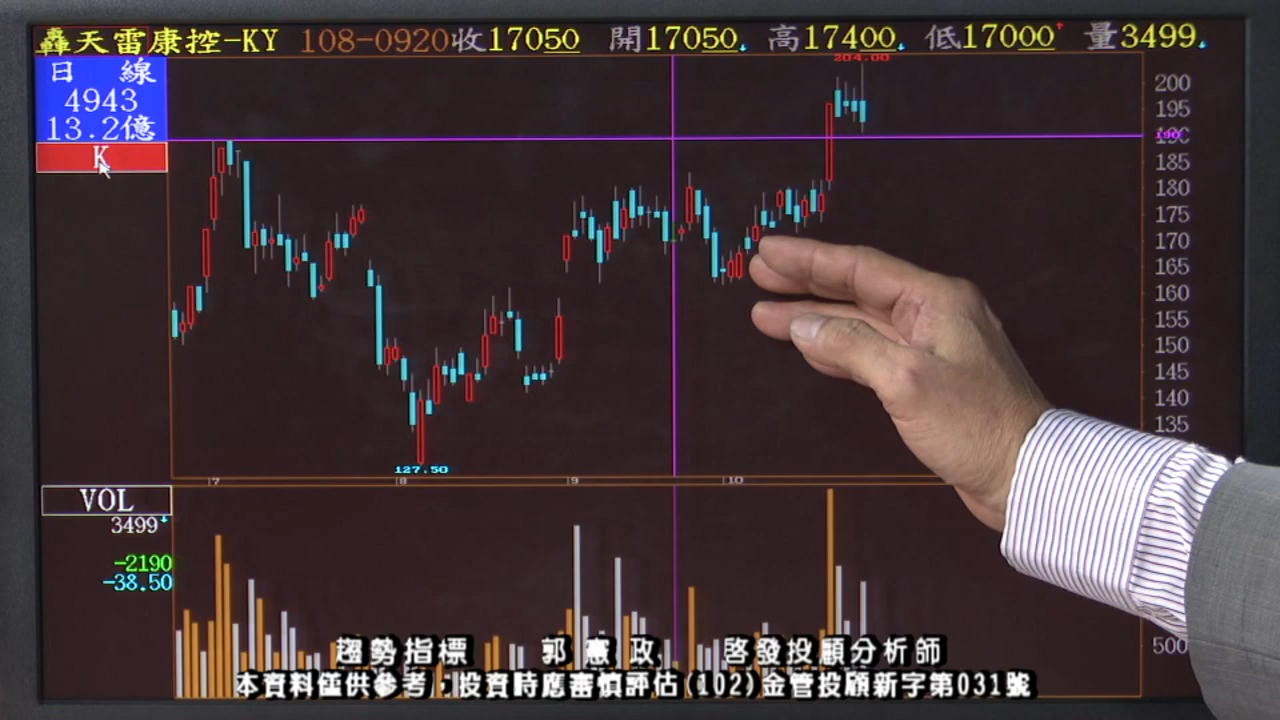 轟天雷康控-KY 108-0920收17050 開17050 高17400 低17000 量3499
日 線
4943
13.2億
K
204.00
200
195
190
185
180
175
170
165
160
155
150
145
140
135
127.50
7 8 9 10
VOL
3499
-2190
-38.50
500
趨勢指標 郭憲政 啓發投顧分析師
本資料僅供參考，投資時應審慎評估(102)金管投顧新字第031號